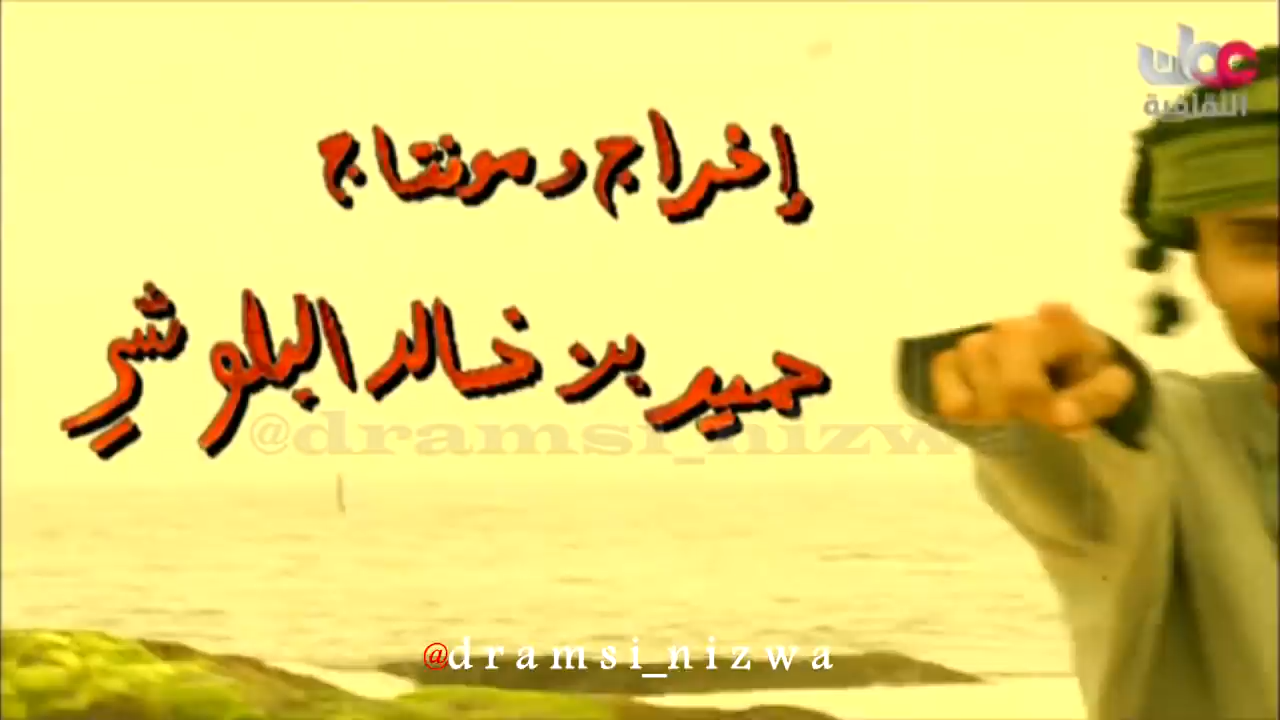 عمان
الثقافية
إخراج ومونتاج
حميد بن خالد البلوشي
@dramsi_nizwa
@dramsi_nizwa